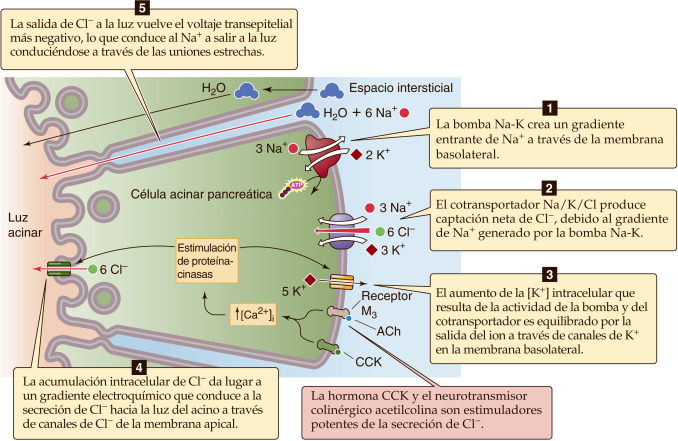 5
La salida de Cl⁻ a la luz vuelve el voltaje transepitelial
más negativo, lo que conduce al Na⁺ a salir a la luz
conduciéndose a través de las uniones estrechas.
H₂O
Espacio intersticial
H₂O + 6 Na⁺
1
La bomba Na-K crea un gradiente
entrante de Na⁺ a través de la membrana
basolateral.
3 Na⁺
2 K⁺
ATP
Célula acinar pancreática
2
El cotransportador Na/K/Cl produce
captación neta de Cl⁻, debido al gradiente
de Na⁺ generado por la bomba Na-K.
3 Na⁺
6 Cl⁻
3 K⁺
Luz
acinar
Estimulación
de proteína-
cinasas
6 Cl⁻
5 K⁺
3
El aumento de la [K⁺] intracelular que
resulta de la actividad de la bomba y del
cotransportador es equilibrado por la
salida del ion a través de canales de K⁺
en la membrana basolateral.
Receptor
M₃
↑[Ca²⁺]ᵢ
ACh
CCK
4
La acumulación intracelular de Cl⁻ da lugar a
un gradiente electroquímico que conduce a la
secreción de Cl⁻ hacia la luz del acino a través
de canales de Cl⁻ de la membrana apical.
La hormona CCK y el neurotransmisor
colinérgico acetilcolina son estimuladores
potentes de la secreción de Cl⁻.